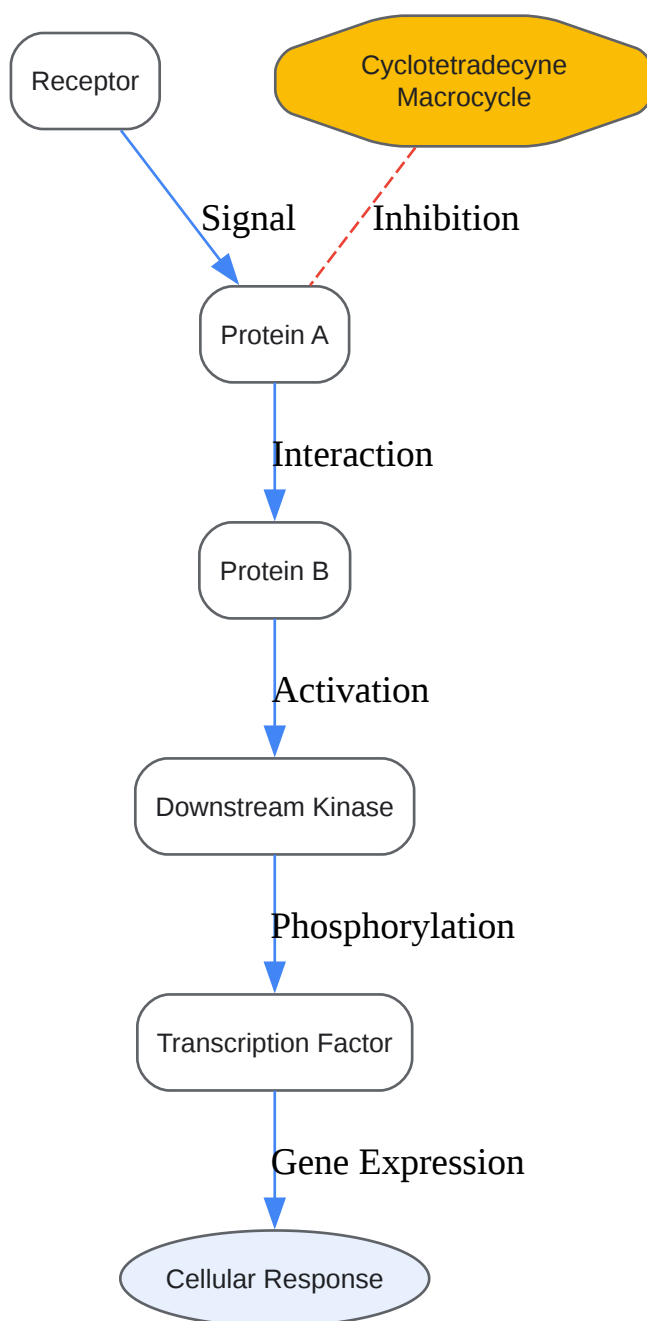 Receptor
Cyclotetradecyne
Macrocycle
Signal
Inhibition
Protein A
Interaction
Protein B
Activation
Downstream Kinase
Phosphorylation
Transcription Factor
Gene Expression
Cellular Response